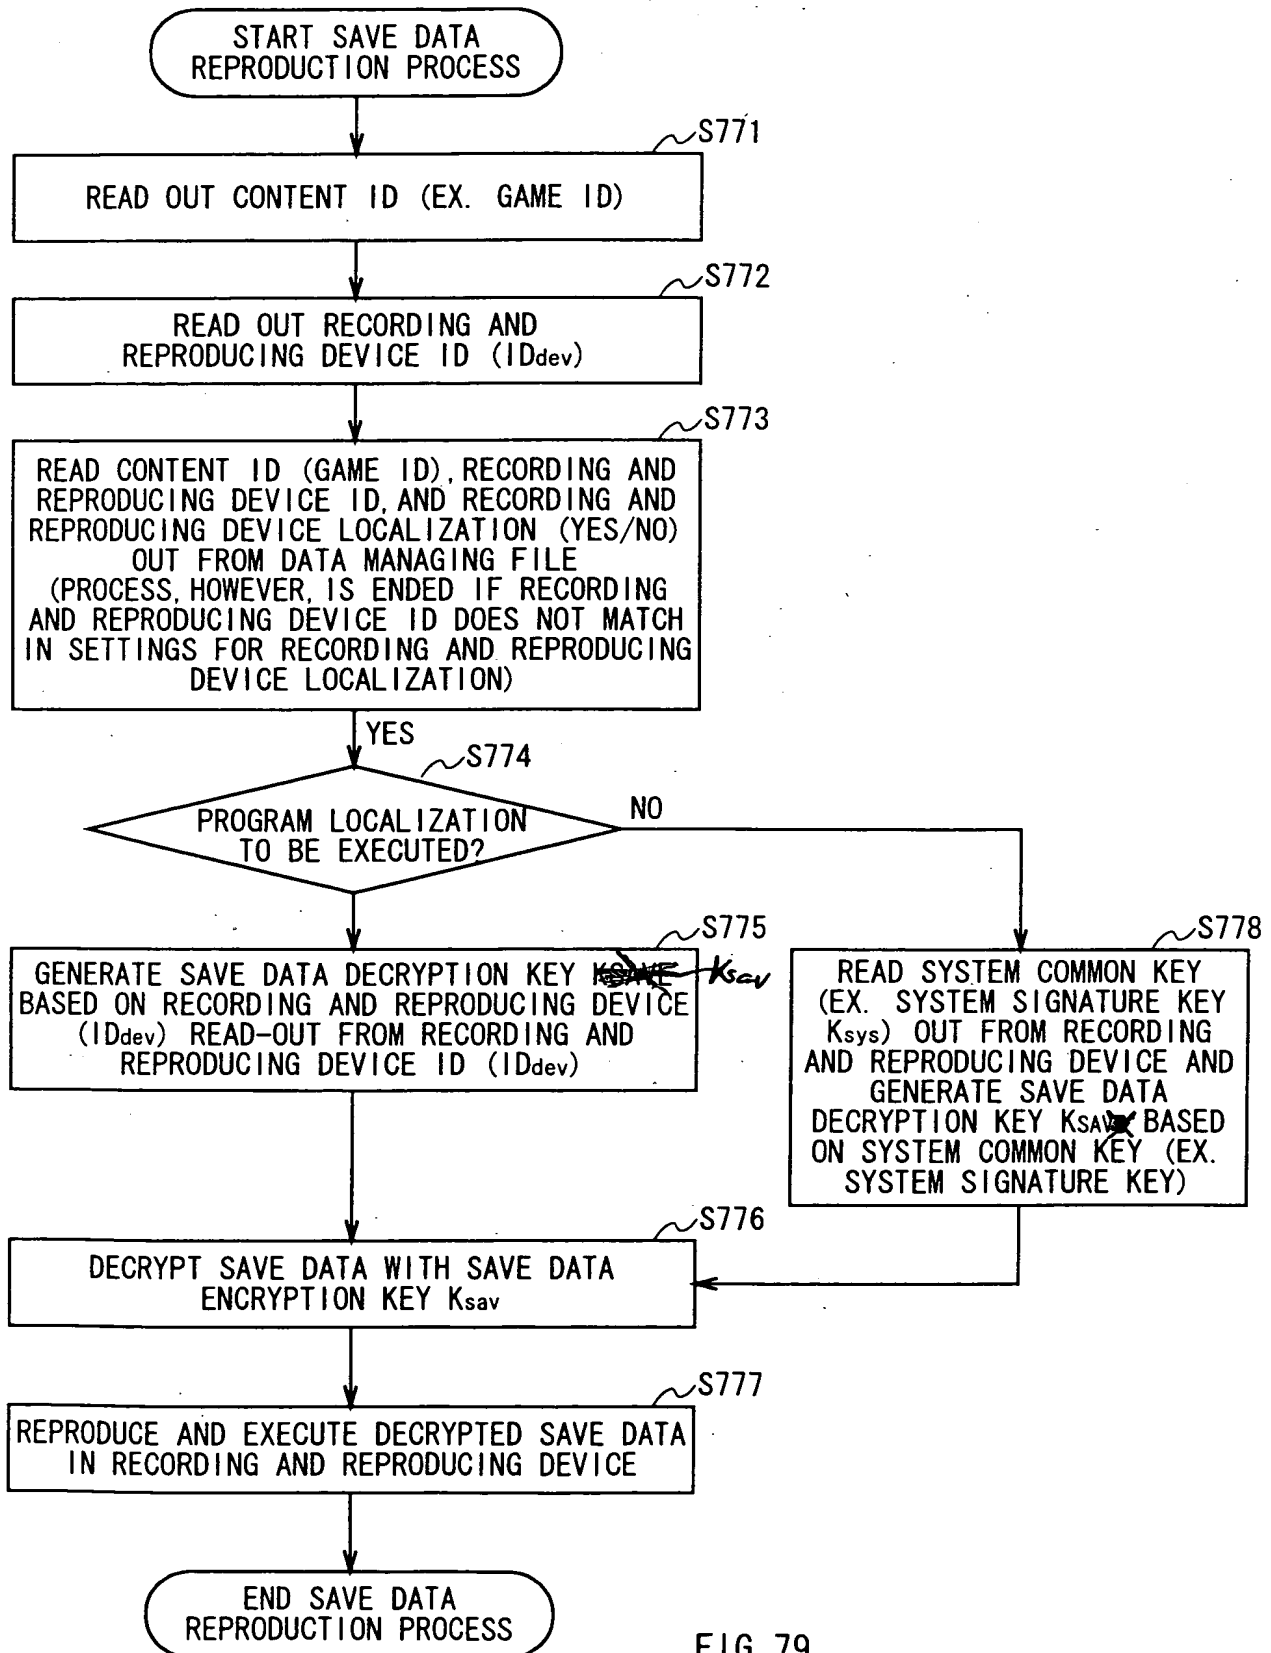 START SAVE DATA
REPRODUCTION PROCESS
S771
READ OUT CONTENT ID (EX. GAME ID)
S772
READ OUT RECORDING AND
REPRODUCING DEVICE ID (IDdev)
S773
READ CONTENT ID (GAME ID), RECORDING AND
REPRODUCING DEVICE ID, AND RECORDING AND
REPRODUCING DEVICE LOCALIZATION (YES/NO)
OUT FROM DATA MANAGING FILE
(PROCESS, HOWEVER, IS ENDED IF RECORDING
AND REPRODUCING DEVICE ID DOES NOT MATCH
IN SETTINGS FOR RECORDING AND REPRODUCING
DEVICE LOCALIZATION)
YES
S774
PROGRAM LOCALIZATION
TO BE EXECUTED?
NO
S775
GENERATE SAVE DATA DECRYPTION KEY KSAVE Ksav
BASED ON RECORDING AND REPRODUCING DEVICE
(IDdev) READ-OUT FROM RECORDING AND
REPRODUCING DEVICE ID (IDdev)
S778
READ SYSTEM COMMON KEY
(EX. SYSTEM SIGNATURE KEY
Ksys) OUT FROM RECORDING
AND REPRODUCING DEVICE AND
GENERATE SAVE DATA
DECRYPTION KEY KSAV BASED
ON SYSTEM COMMON KEY (EX.
SYSTEM SIGNATURE KEY)
S776
DECRYPT SAVE DATA WITH SAVE DATA
ENCRYPTION KEY Ksav
S777
REPRODUCE AND EXECUTE DECRYPTED SAVE DATA
IN RECORDING AND REPRODUCING DEVICE
END SAVE DATA
REPRODUCTION PROCESS
FIG. 79